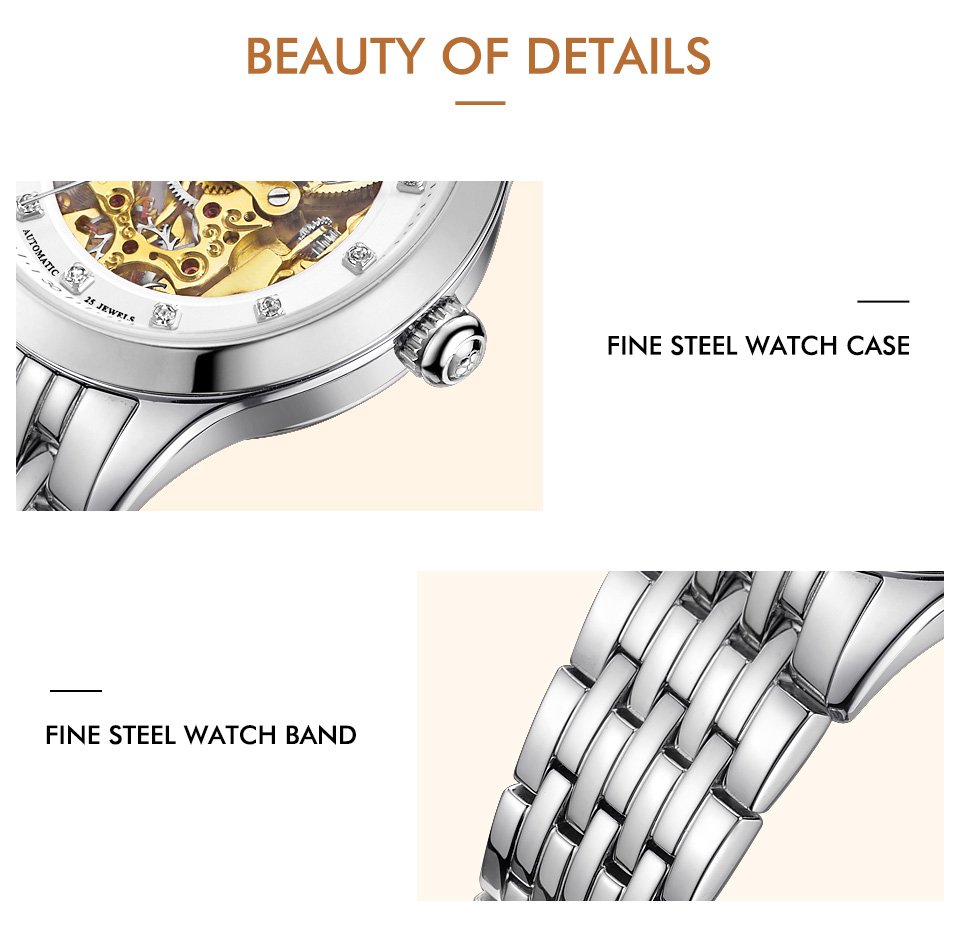 BEAUTY OF DETAILS
AUTOMATIC
25 JEWELS
FINE STEEL WATCH CASE
FINE STEEL WATCH BAND